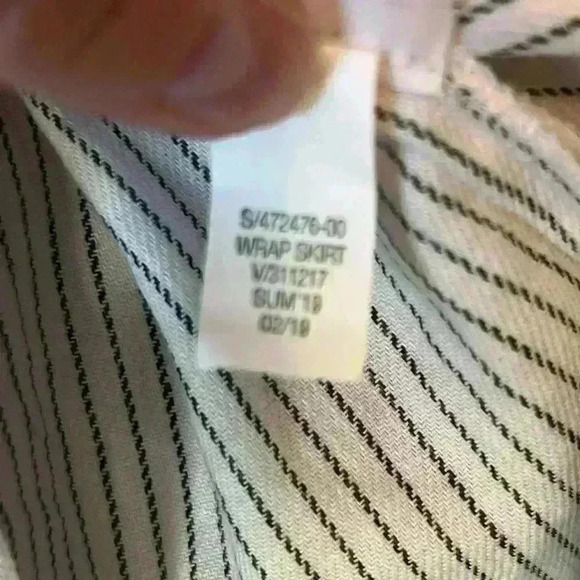 S/472476-00
WRAP SKIRT
V/311217
SUM'19
02/19